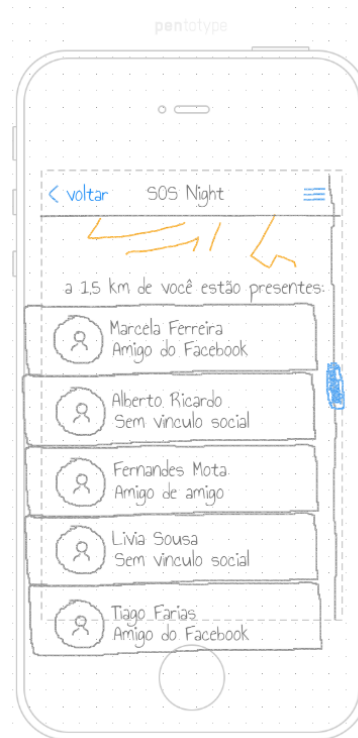 pentotype
< voltar SOS Night
a 1,5 km de você estão presentes:
Marcela Ferreira
Amigo do Facebook
Alberto Ricardo
Sem vinculo social
Fernandes Mota
Amigo de amigo
Livia Sousa
Sem vinculo social
Tiago Farias
Amigo do Facebook